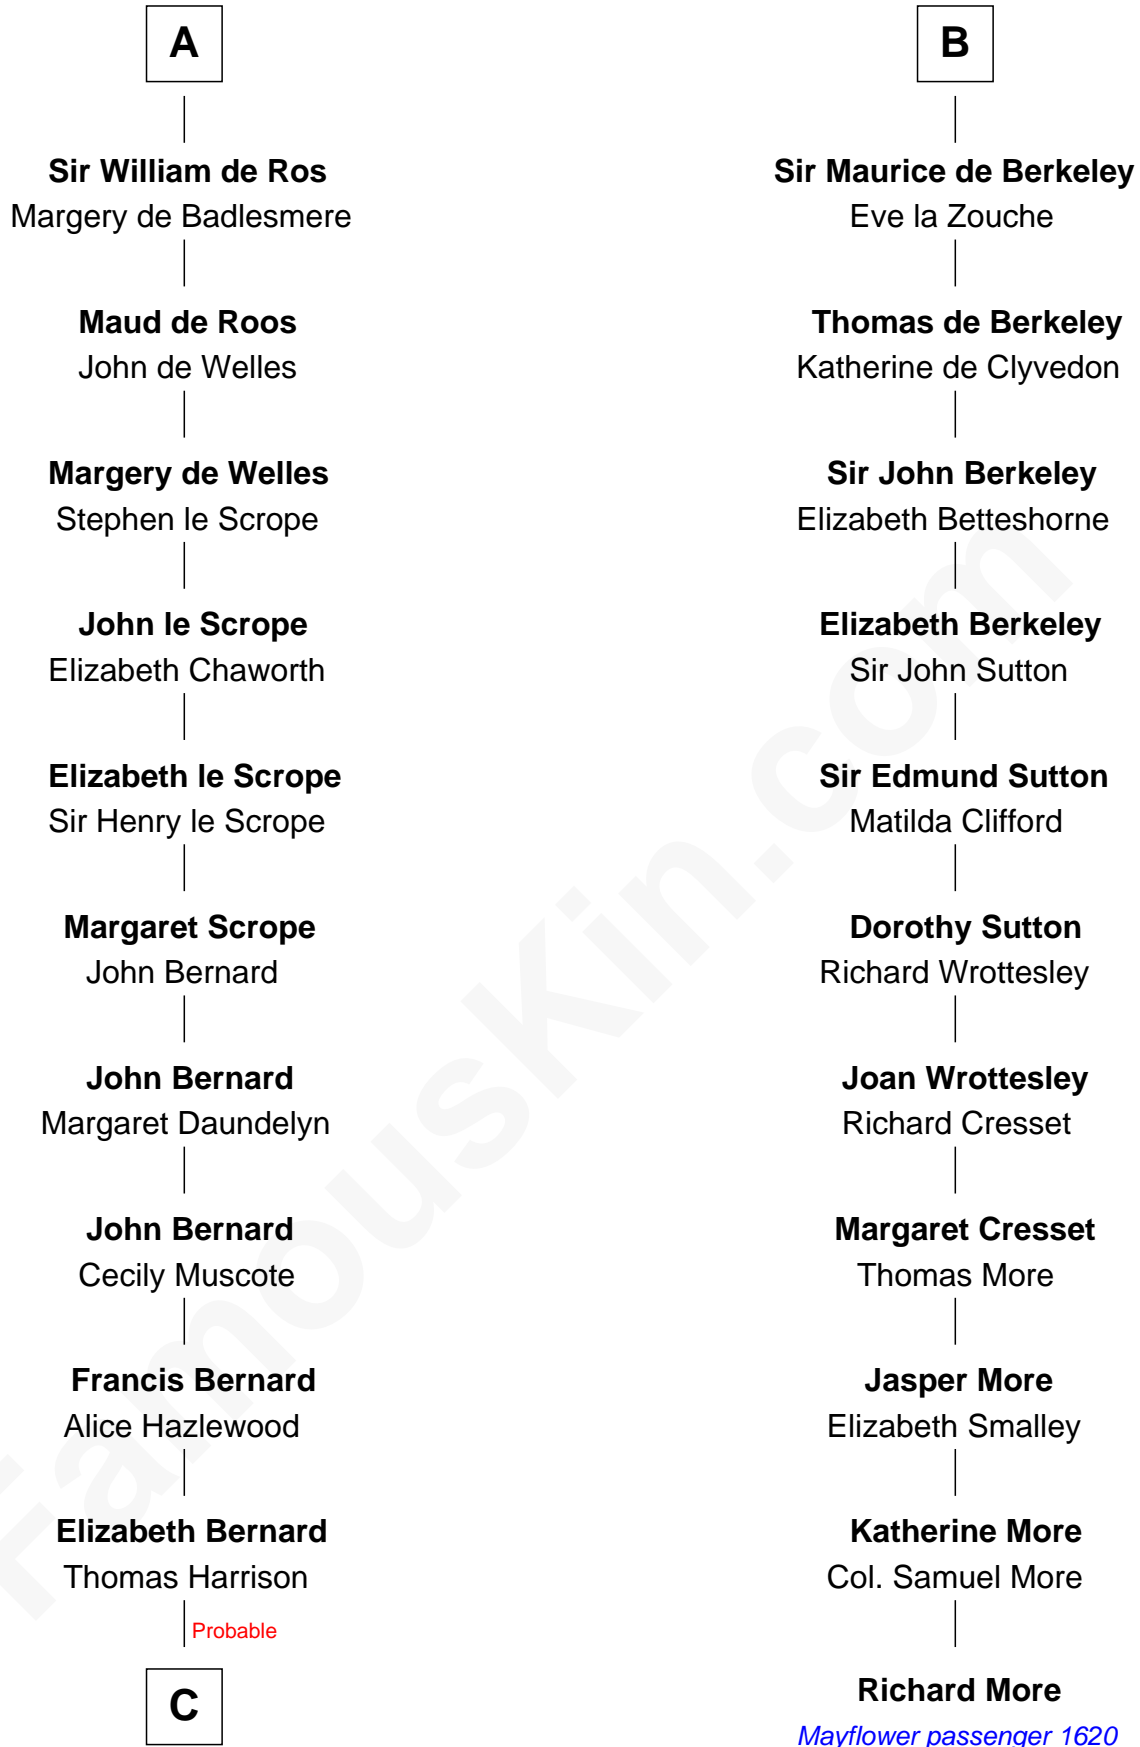 A
Sir William de Ros
Margery de Badlesmere
Maud de Roos
John de Welles
Margery de Welles
Stephen le Scrope
John le Scrope
Elizabeth Chaworth
Elizabeth le Scrope
Sir Henry le Scrope
Margaret Scrope
John Bernard
John Bernard
Margaret Daundelyn
John Bernard
Cecily Muscote
Francis Bernard
Alice Hazlewood
Elizabeth Bernard
Thomas Harrison
Probable
C
B
Sir Maurice de Berkeley
Eve la Zouche
Thomas de Berkeley
Katherine de Clyvedon
Sir John Berkeley
Elizabeth Betteshorne
Elizabeth Berkeley
Sir John Sutton
Sir Edmund Sutton
Matilda Clifford
Dorothy Sutton
Richard Wrottesley
Joan Wrottesley
Richard Cresset
Margaret Cresset
Thomas More
Jasper More
Elizabeth Smalley
Katherine More
Col. Samuel More
Richard More
Mayflower passenger 1620
FamousKin.com